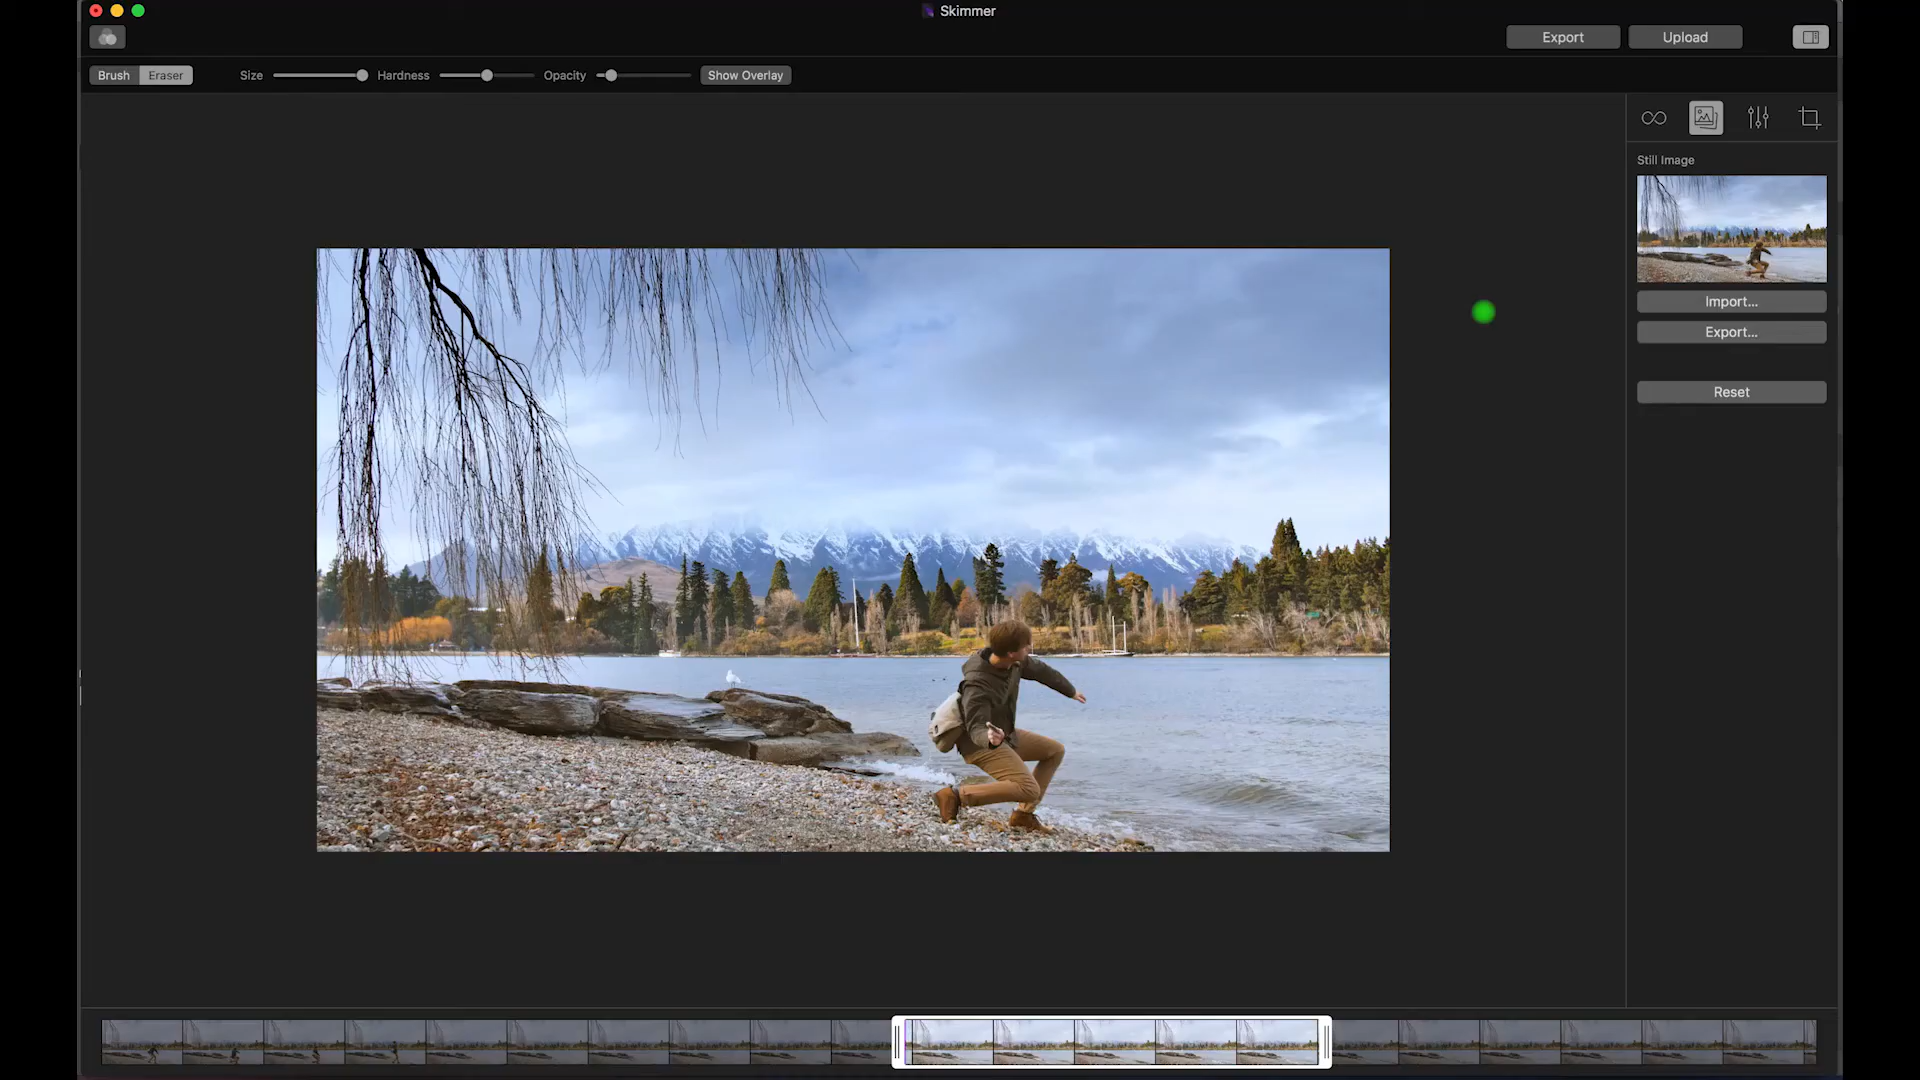 Skimmer
Export
Upload
Brush
Eraser
Size
Hardness
Opacity
Show Overlay
Still Image
Import...
Export...
Reset